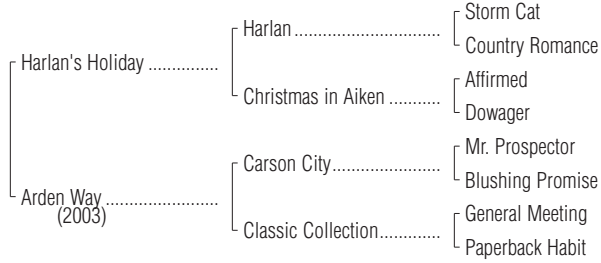 Storm Cat
Harlan ................................
Country Romance
Harlan's Holiday ...............
Affirmed
Christmas in Aiken ...........
Dowager
Mr. Prospector
Carson City.......................
Blushing Promise
Arden Way ........................
(2003)
General Meeting
Classic Collection.............
Paperback Habit